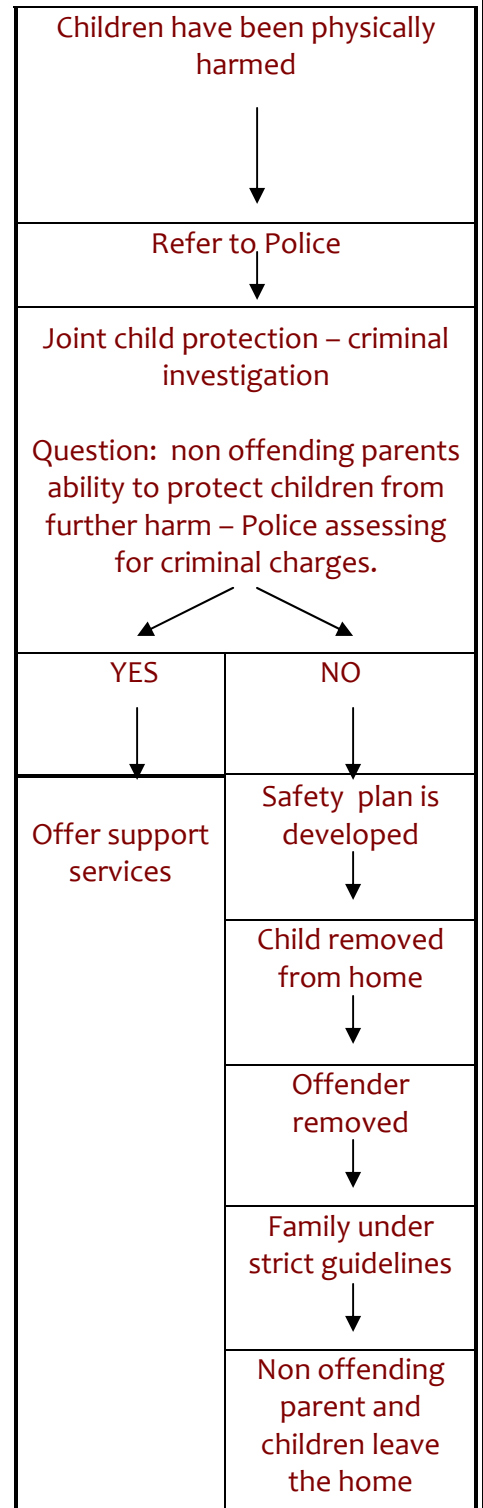 Children have been physically
harmed
Refer to Police
Joint child protection – criminal
investigation
Question:  non offending parents
ability to protect children from
further harm – Police assessing
for criminal charges.
YES
NO
Offer support
services
Safety  plan is
developed
Child removed
from home
Offender
removed
Family under
strict guidelines
Non offending
parent and
children leave
the home